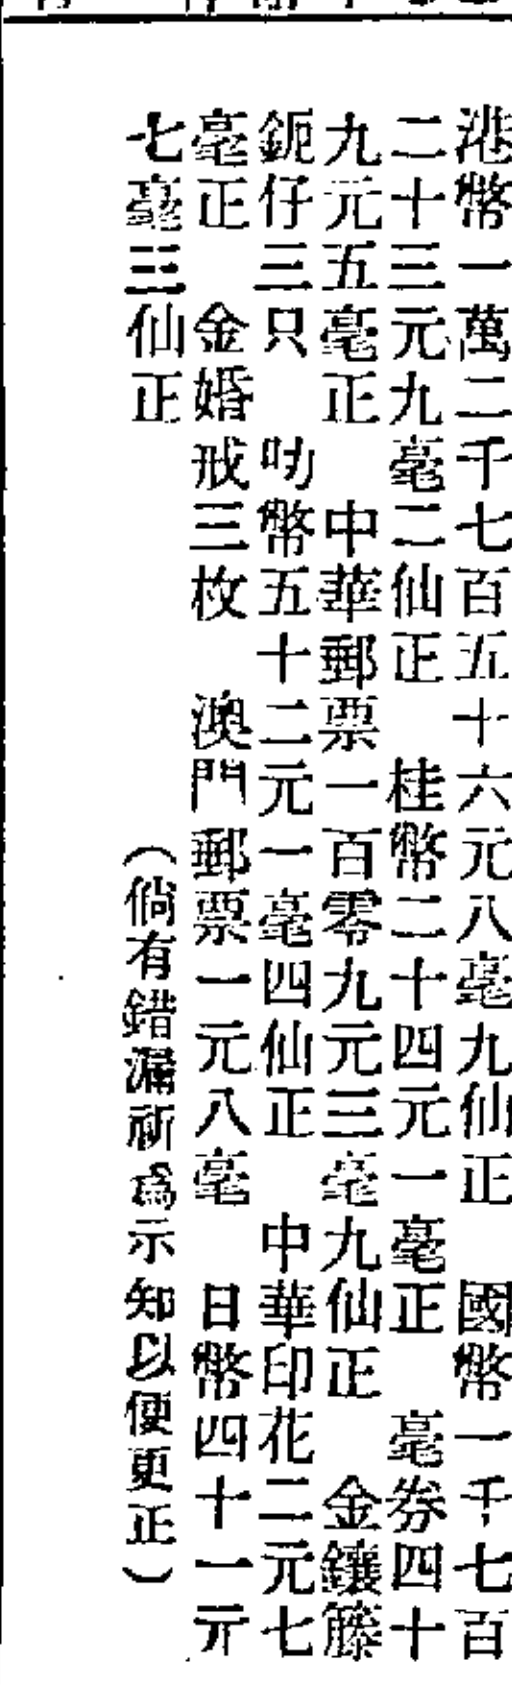 港幣一萬二千七百五十六元八毫九仙正　國幣一千七百
二十三元九毫二仙正　桂幣二十四元一毫正　毫券四十
九元五毫正　中華郵票一百零九元三毫九仙正　金鑲籐
鈪仔三只　叻幣五十二元一毫四仙正　中華印花二元七
毫正　金婚戒三枚　澳門郵票一元八毫　日幣四十一元
七毫三仙正
（倘有錯漏祈為示知以便更正）